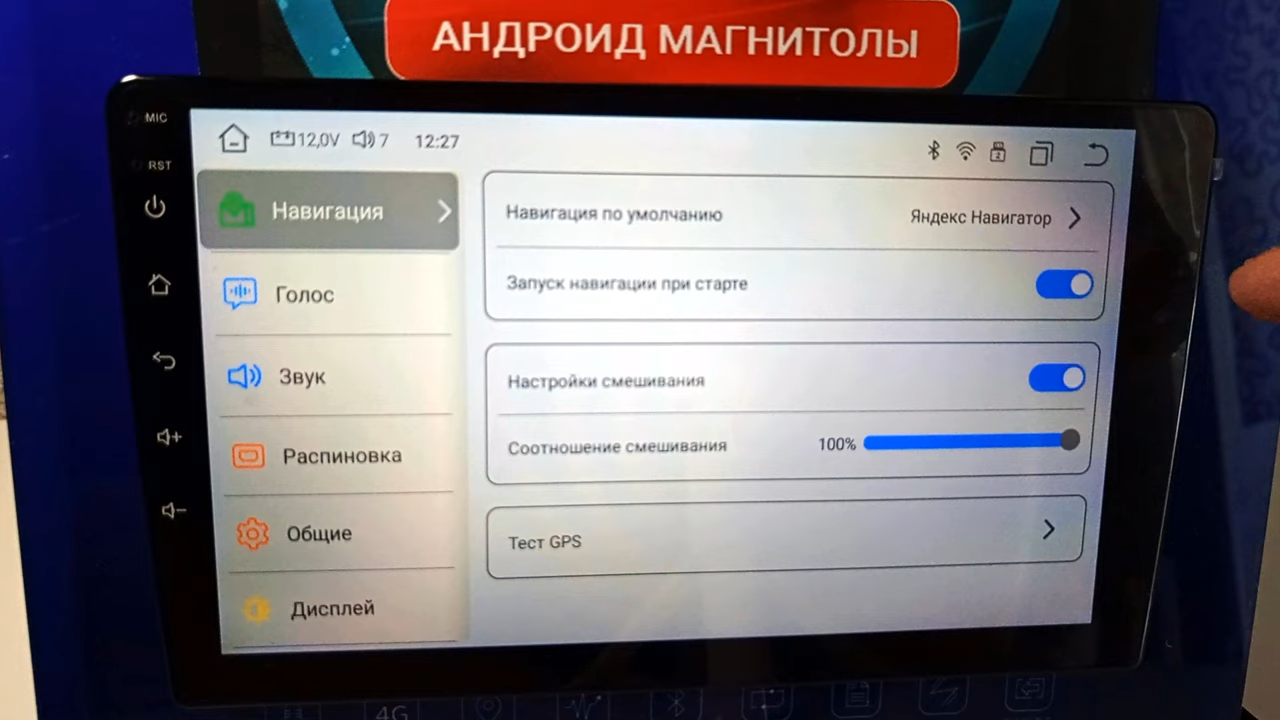 АНДРОИД МАГНИТОЛЫ
MIC
RST
12,0V 7 12:27
2
Навигация
Голос
Звук
Распиновка
Общие
Дисплей
Навигация по умолчанию Яндекс Навигатор
Запуск навигации при старте
Настройки смешивания
Соотношение смешивания 100%
Тест GPS
4G